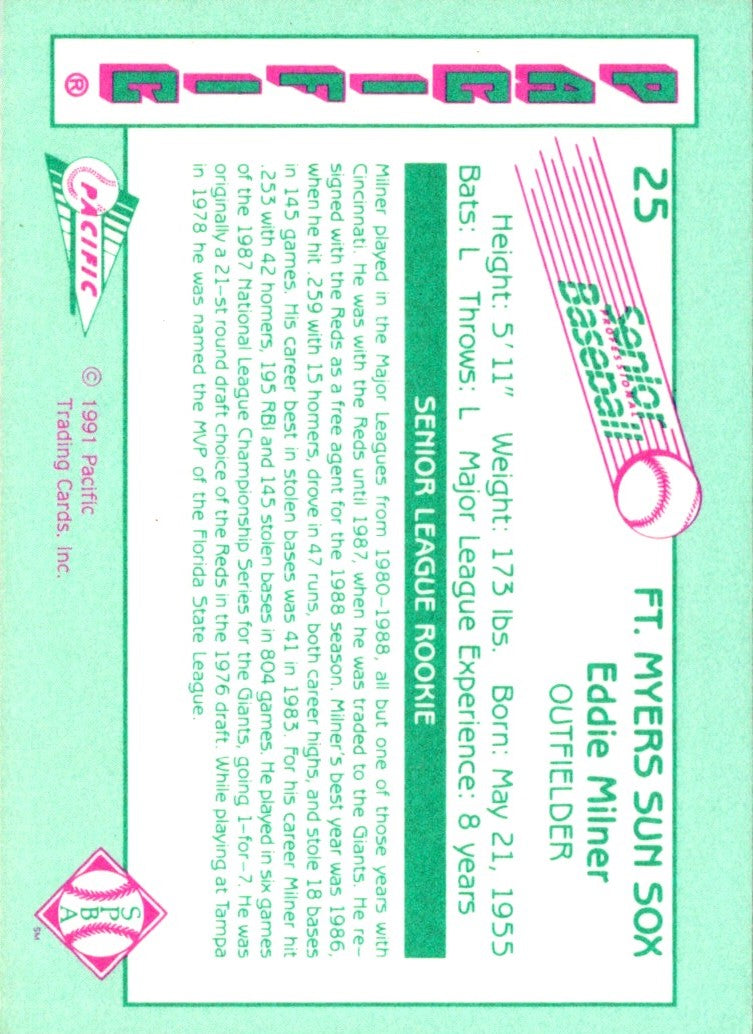 PACIFIC®
25
Senior
PROFESSIONAL
Baseball
FT. MYERS SUN SOX
Eddie Milner
OUTFIELDER
Height: 5'11" Weight: 173 lbs. Born: May 21, 1955
Bats: L Throws: L Major League Experience: 8 years
SENIOR LEAGUE ROOKIE
Milner played in the Major Leagues from 1980-1988, all but one of those years with
Cincinnati. He was with the Reds until 1987, when he was traded to the Giants. He re-
signed with the Reds as a free agent for the 1988 season. Milner's best year was 1986,
when he hit .259 with 15 homers, drove in 47 runs, both career highs, and stole 18 bases
in 145 games. His career best in stolen bases was 41 in 1983. For his career Milner hit
.253 with 42 homers, 195 RBI and 145 stolen bases in 804 games. He played in six games
of the 1987 National League Championship Series for the Giants, going 1-for-7. He was
originally a 21-st round draft choice of the Reds in the 1976 draft. While playing at Tampa
in 1978 he was named the MVP of the Florida State League.
PACIFIC
© 1991 Pacific
Trading Cards, Inc.
S
PB
A
SM